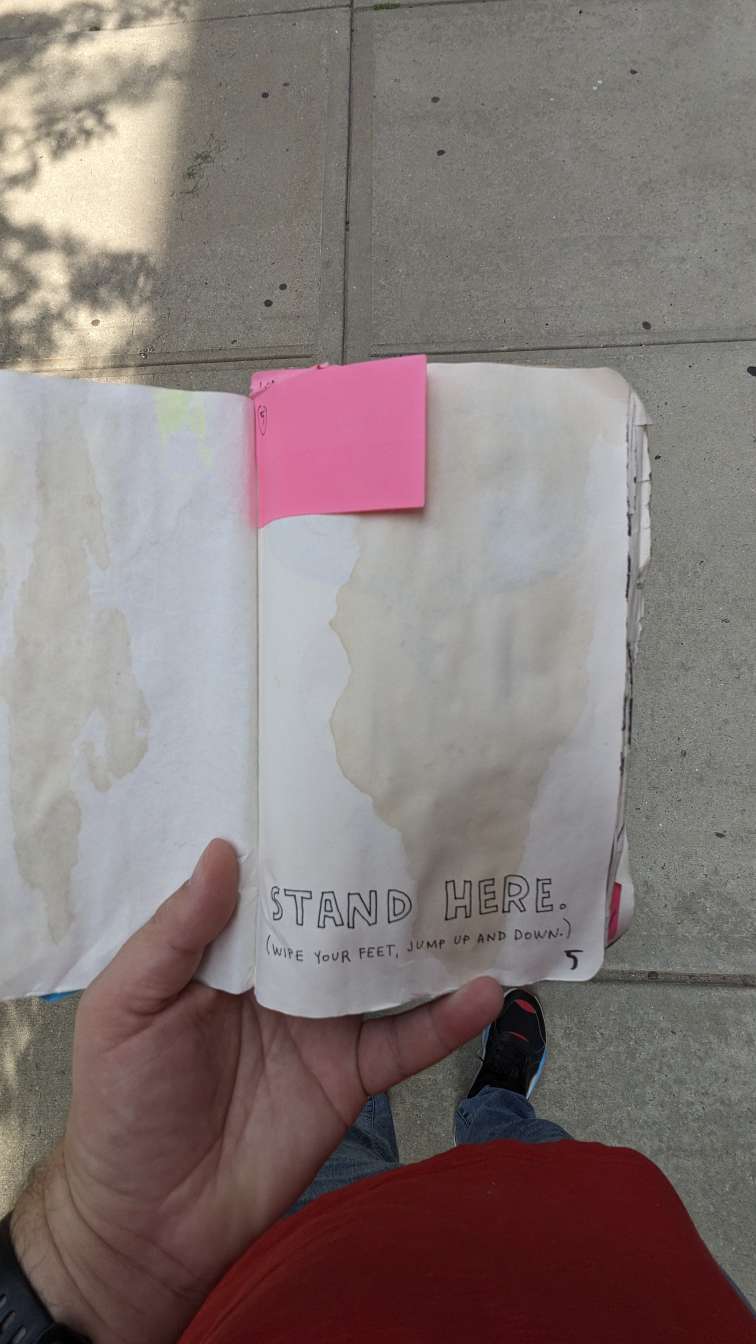 STAND HERE.
(WIPE YOUR FEET, JUMP UP AND DOWN.)
5